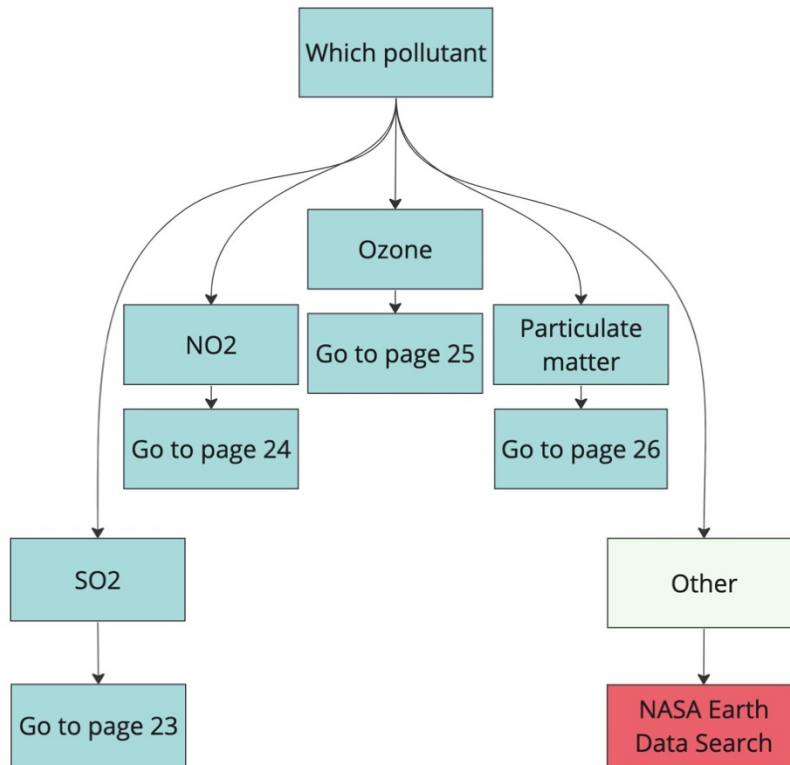 Which pollutant
Ozone
Go to page 25
NO2
Go to page 24
Particulate
matter
Go to page 26
SO2
Go to page 23
Other
NASA Earth
Data Search